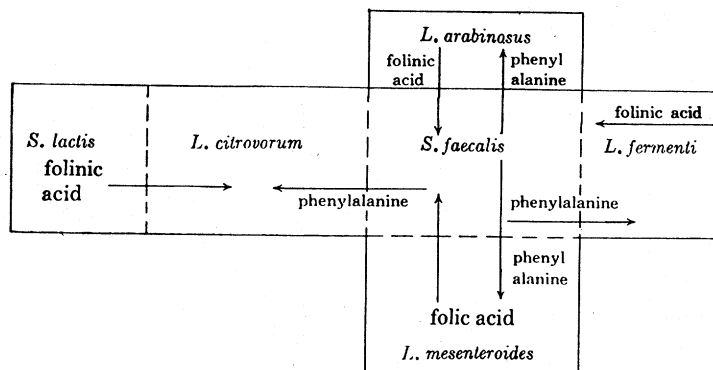 L. arabinosus
folinic
acid
phenyl
alanine
folinic acid
S. lactis
L. citrovorum
S. faecalis
L. fermenti
folinic
acid
phenylalanine
phenylalanine
phenyl
alanine
folic acid
L. mesenteroides